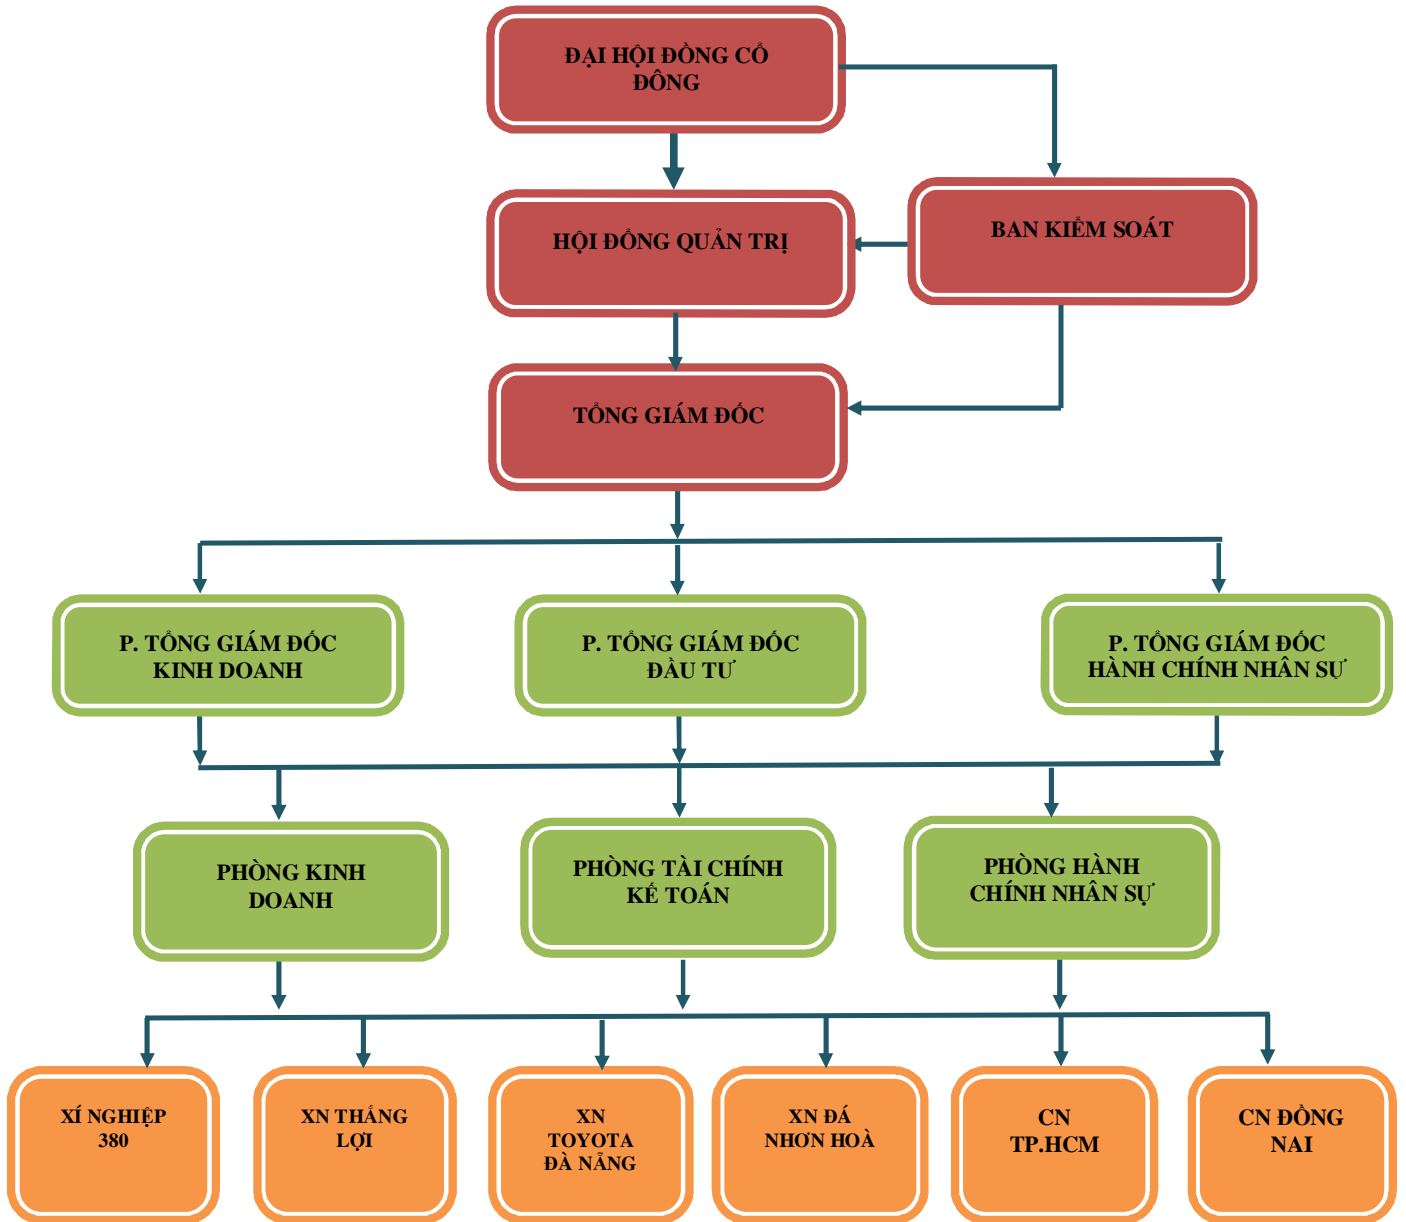 ĐẠI HỘI ĐỒNG CỔ
ĐÔNG
HỘI ĐỒNG QUẢN TRỊ
BAN KIỂM SOÁT
TỔNG GIÁM ĐỐC
P. TỔNG GIÁM ĐỐC
KINH DOANH
P. TỔNG GIÁM ĐỐC
ĐẦU TƯ
P. TỔNG GIÁM ĐỐC
HÀNH CHÍNH NHÂN SỰ
PHÒNG KINH
DOANH
PHÒNG TÀI CHÍNH
KẾ TOÁN
PHÒNG HÀNH
CHÍNH NHÂN SỰ
XÍ NGHIỆP
380
XN THẮNG
LỢI
XN
TOYOTA
ĐÀ NẴNG
XN ĐÁ
NHƠN HOÀ
CN
TP.HCM
CN ĐỒNG
NAI